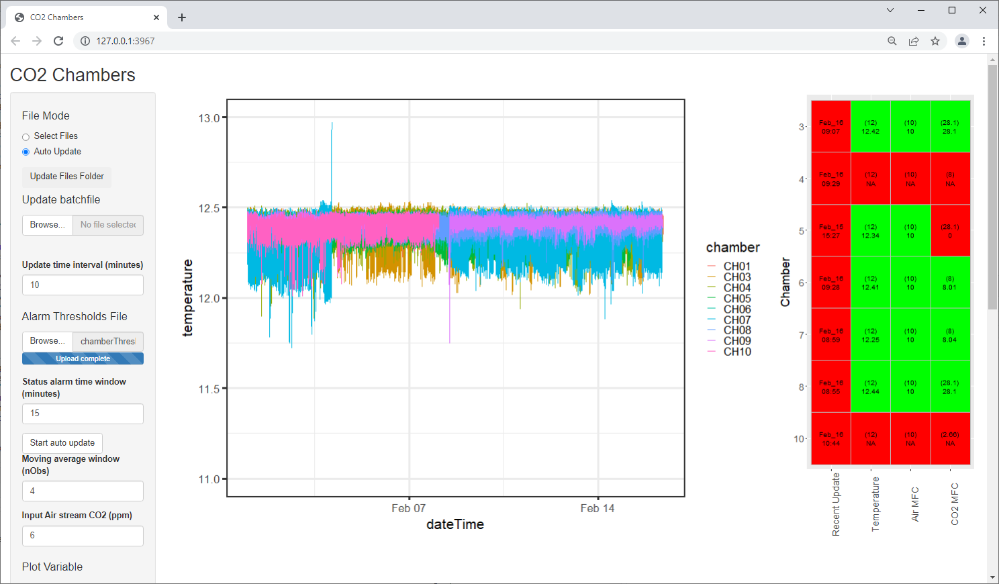 CO2 Chambers
127.0.0.1:3967
CO2 Chambers
File Mode
Select Files
Auto Update
Update Files Folder
Update batchfile
Browse... No file selected
Update time interval (minutes)
10
Alarm Thresholds File
Browse... chamberThresl
Upload complete
Status alarm time window
(minutes)
15
Start auto update
Moving average window
(nObs)
4
Input Air stream CO2 (ppm)
6
Plot Variable
temperature
13.0
12.5
12.0
11.5
11.0
Feb 07 Feb 14
dateTime
chamber
CH01
CH03
CH04
CH05
CH06
CH07
CH08
CH09
CH10
Chamber
3 Feb_16 (12) (10) (28.1)
09:07 12.42 10 28.1
4 Feb_16 (12) (10) (8)
09:29 NA NA NA
5 Feb_15 (12) (10) (28.1)
15:27 12.34 10 0
6 Feb_16 (12) (10) (8)
09:28 12.41 10 8.01
7 Feb_16 (12) (10) (8)
08:59 12.25 10 8.04
8 Feb_16 (12) (10) (28.1)
08:55 12.44 10 28.1
10 Feb_16 (12) (10) (2.66)
10:44 NA NA NA
Recent Update
Temperature
Air MFC
CO2 MFC